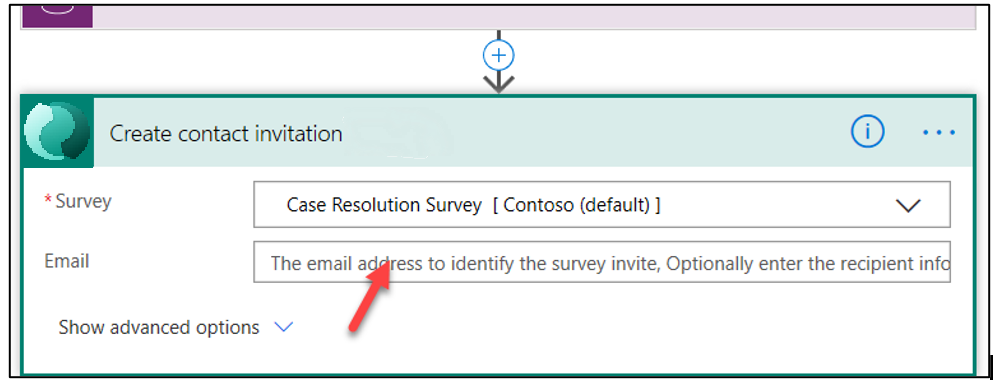 Create contact invitation
* Survey
Case Resolution Survey [ Contoso (default) ]
Email
The email address to identify the survey invite, Optionally enter the recipient info
Show advanced options